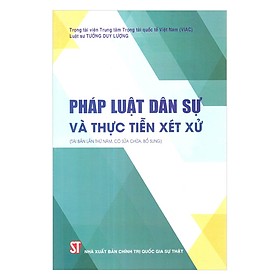 Trọng tài viên Trung tâm Trọng tài quốc tế Việt Nam (VIAC)
Luật sư TƯỞNG DUY LƯỢNG
PHÁP LUẬT DÂN SỰ
VÀ THỰC TIỄN XÉT XỬ
(TÁI BẢN LẦN THỨ NĂM, CÓ SỬA CHỮA, BỔ SUNG)
ST
NHÀ XUẤT BẢN CHÍNH TRỊ QUỐC GIA SỰ THẬT